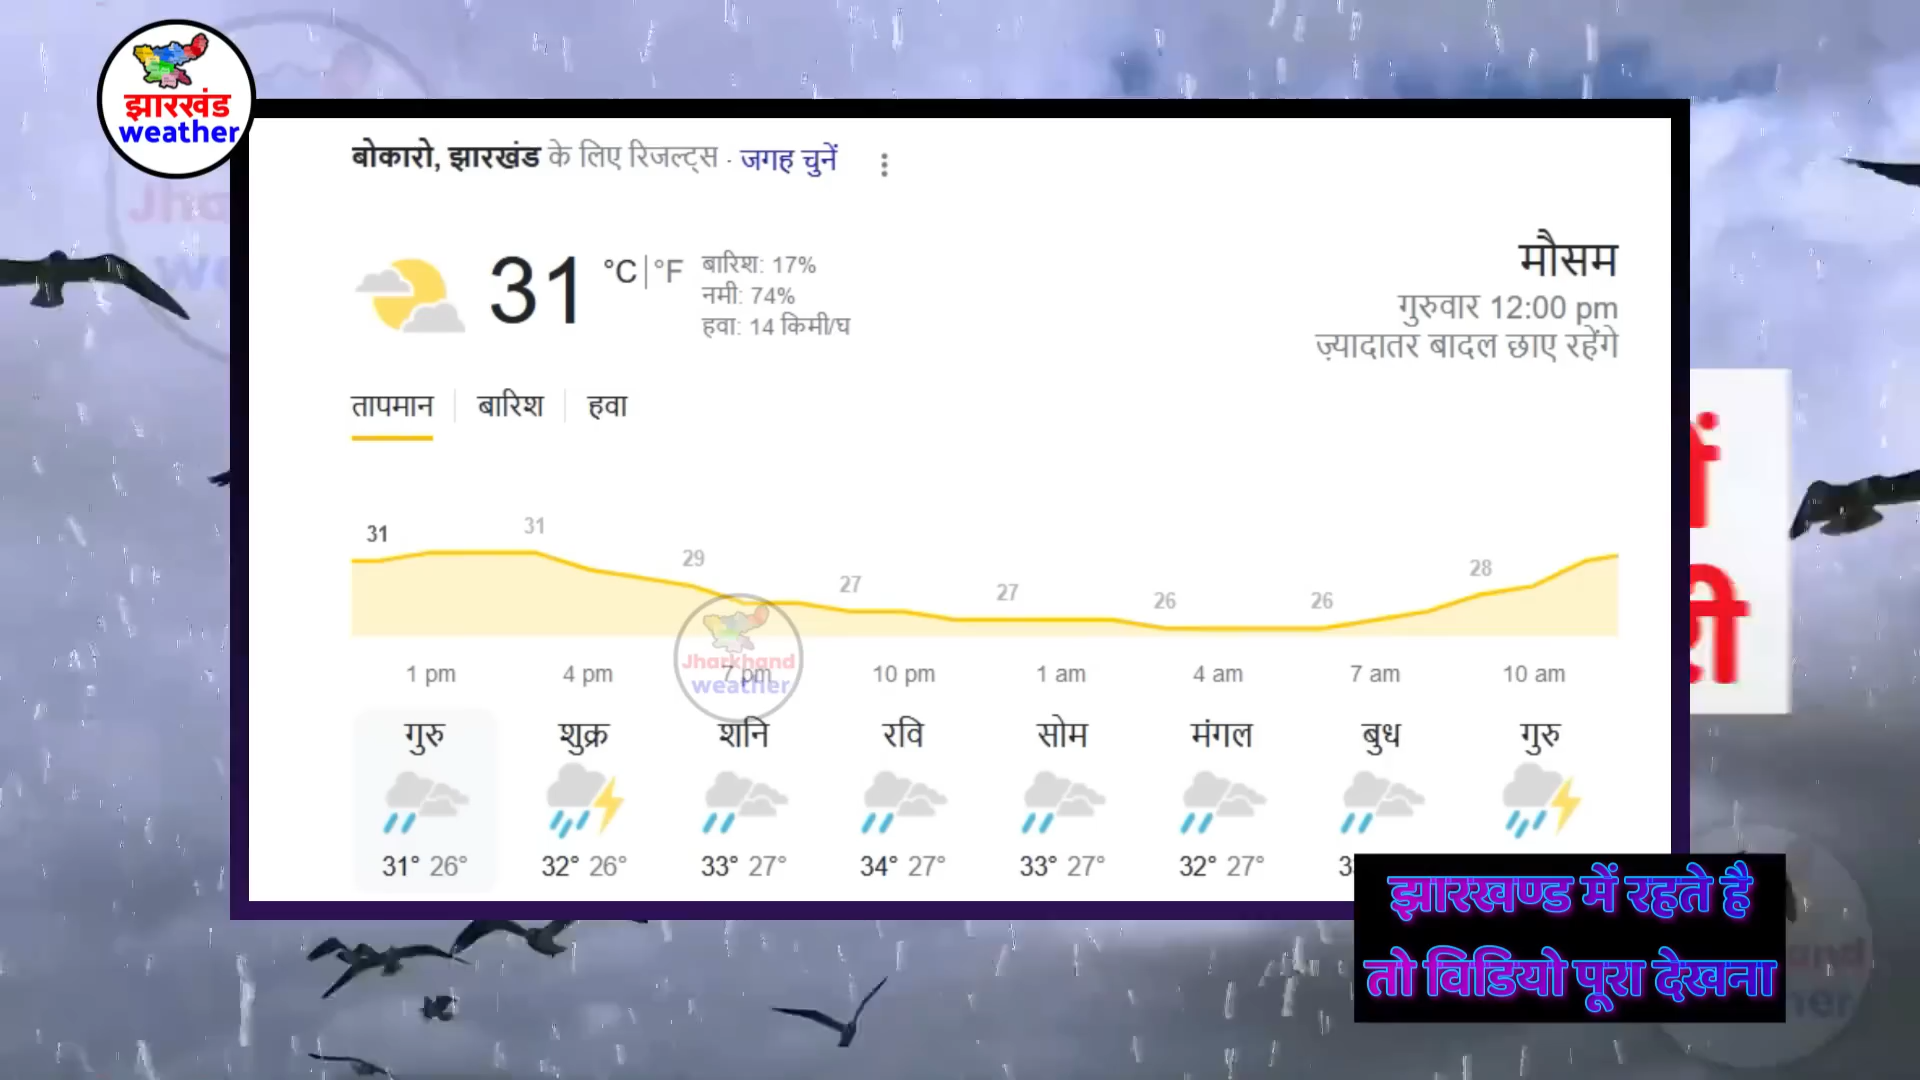 झारखंड
weather
बोकारो, झारखंड के लिए रिजल्ट्स · जगह चुनें
31 °C|°F
बारिश: 17%
नमी: 74%
हवा: 14 किमी/घ
मौसम
गुरुवार 12:00 pm
ज़्यादातर बादल छाए रहेंगे
तापमान बारिश हवा
31 31 29 27 27 26 26 28
1 pm 4 pm 7 pm 10 pm 1 am 4 am 7 am 10 am
Jharkhand
weather
गुरु शुक्र शनि रवि सोम मंगल बुध गुरु
31° 26° 32° 26° 33° 27° 34° 27° 33° 27° 32° 27°
झारखण्ड में रहते है
तो विडियो पूरा देखना